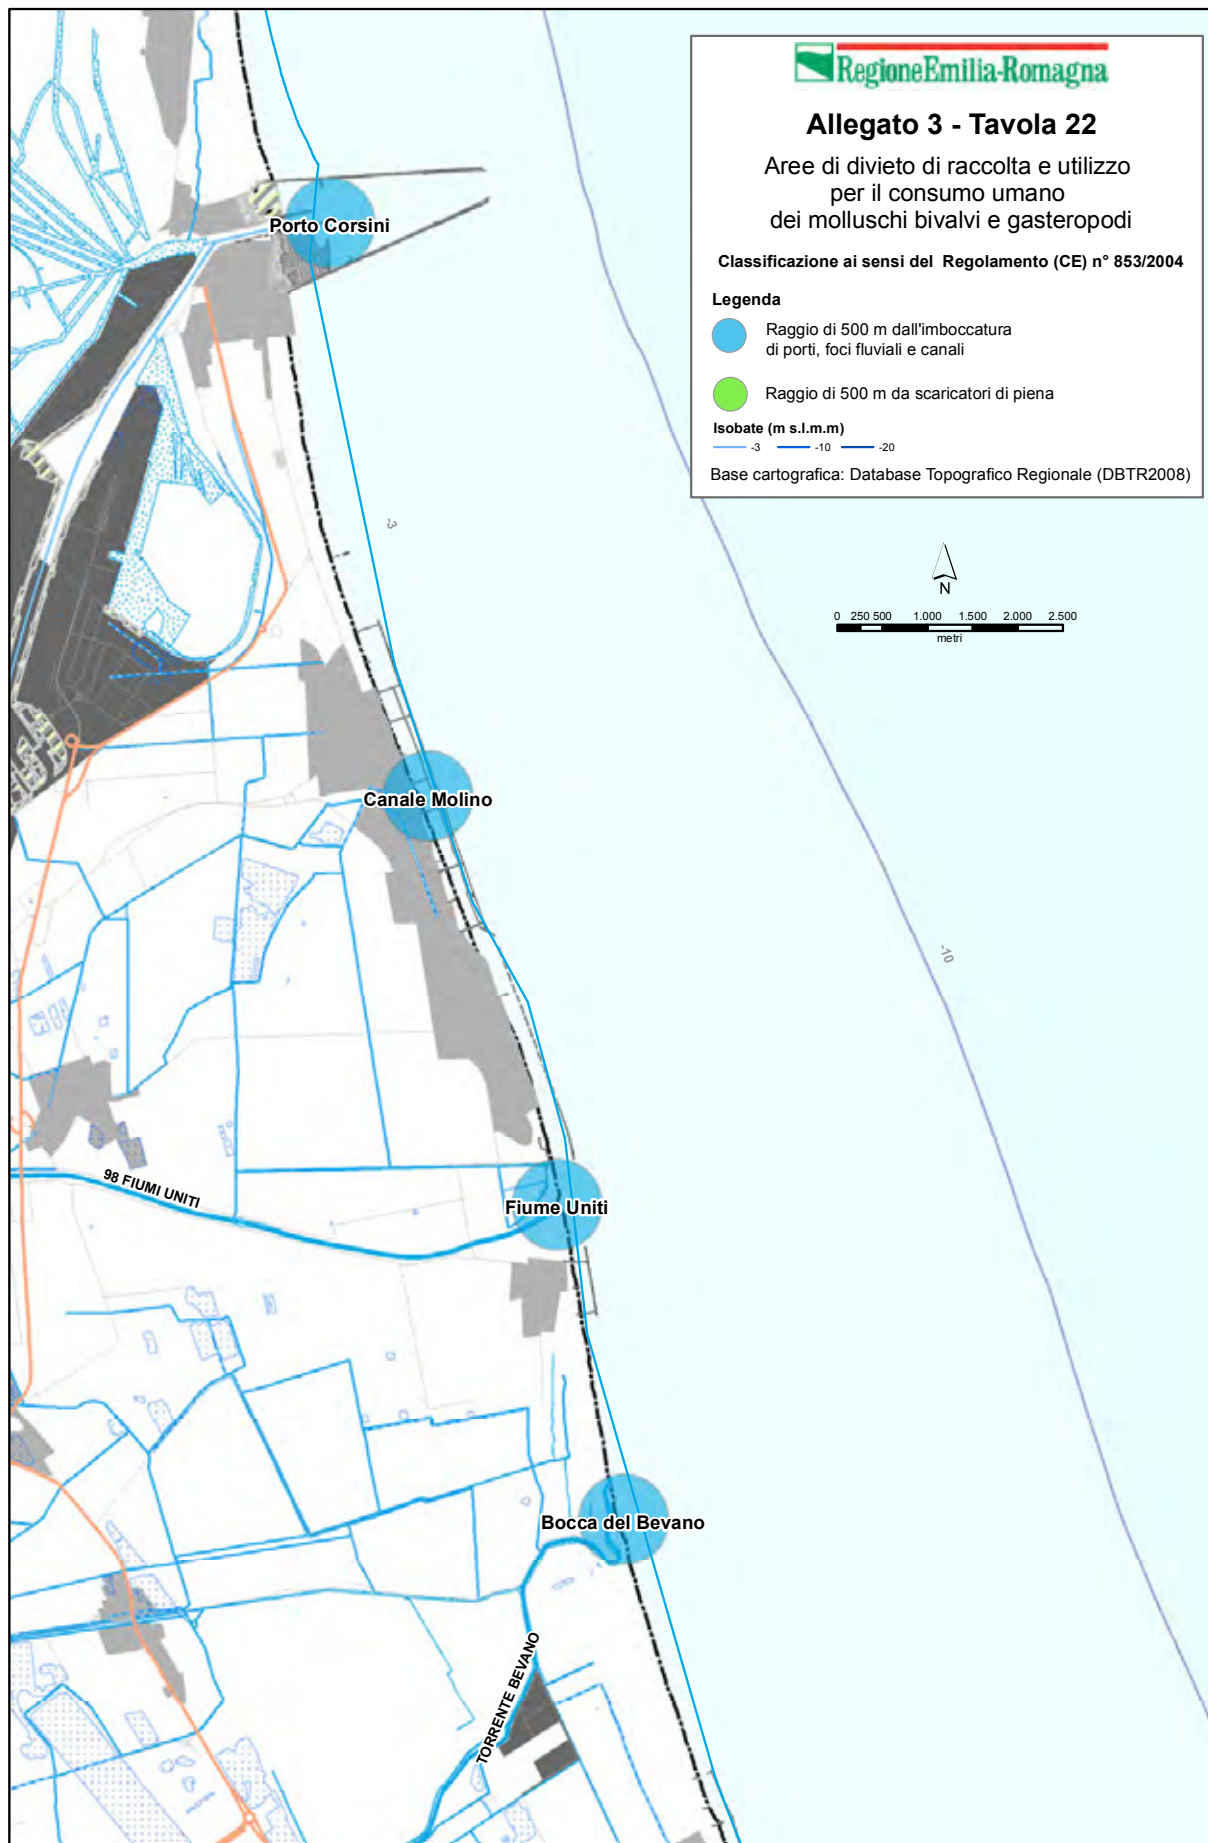 RegioneEmilia-Romagna
Allegato 3 - Tavola 22
Aree di divieto di raccolta e utilizzo
per il consumo umano
dei molluschi bivalvi e gasteropodi
Classificazione ai sensi del Regolamento (CE) n° 853/2004
Legenda
Raggio di 500 m dall'imboccatura
di porti, foci fluviali e canali
Raggio di 500 m da scaricatori di piena
Isobate (m s.l.m.m)
-3 -10 -20
Base cartografica: Database Topografico Regionale (DBTR2008)
N
0 250 500 1.000 1.500 2.000 2.500
metri
Porto Corsini
-3
Canale Molino
-10
98 FIUMI UNITI
Fiume Uniti
Bocca del Bevano
TORRENTE BEVANO